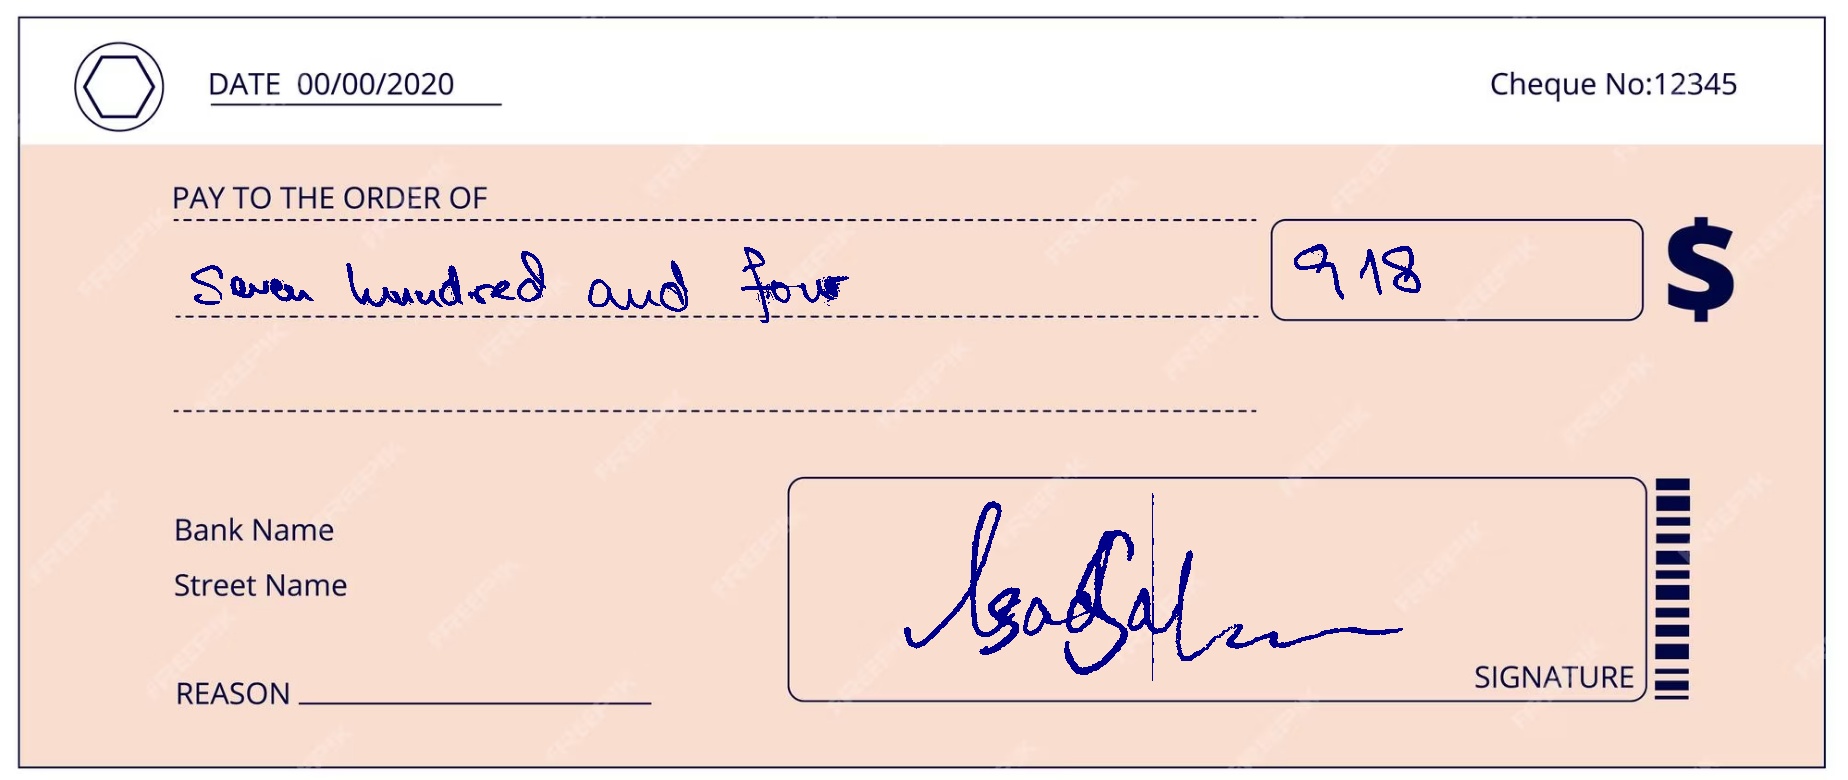 DATE 00/00/2020
Cheque No:12345
PAY TO THE ORDER OF
Seven hundred and four
918
$
Bank Name
Street Name
REASON
SIGNATURE